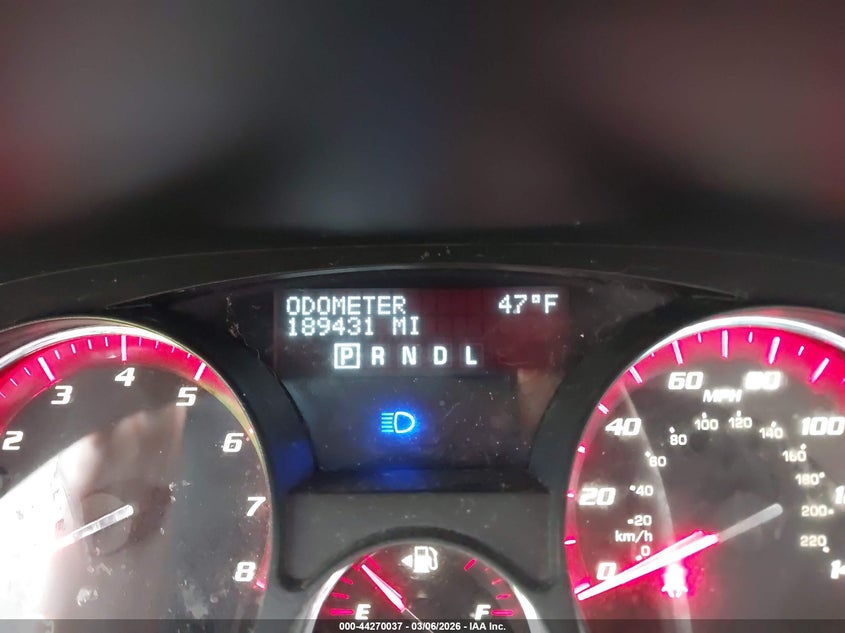 ODOMETER 47°F
189431 MI
P R N D L
2 3 4 5 6 7 8
0 20 40 60 80 100
MPH
0 20 40 60 80 100 120 140 160 180 200 220
km/h
E F
000-44270037 - 03/06/2026 - IAA Inc.